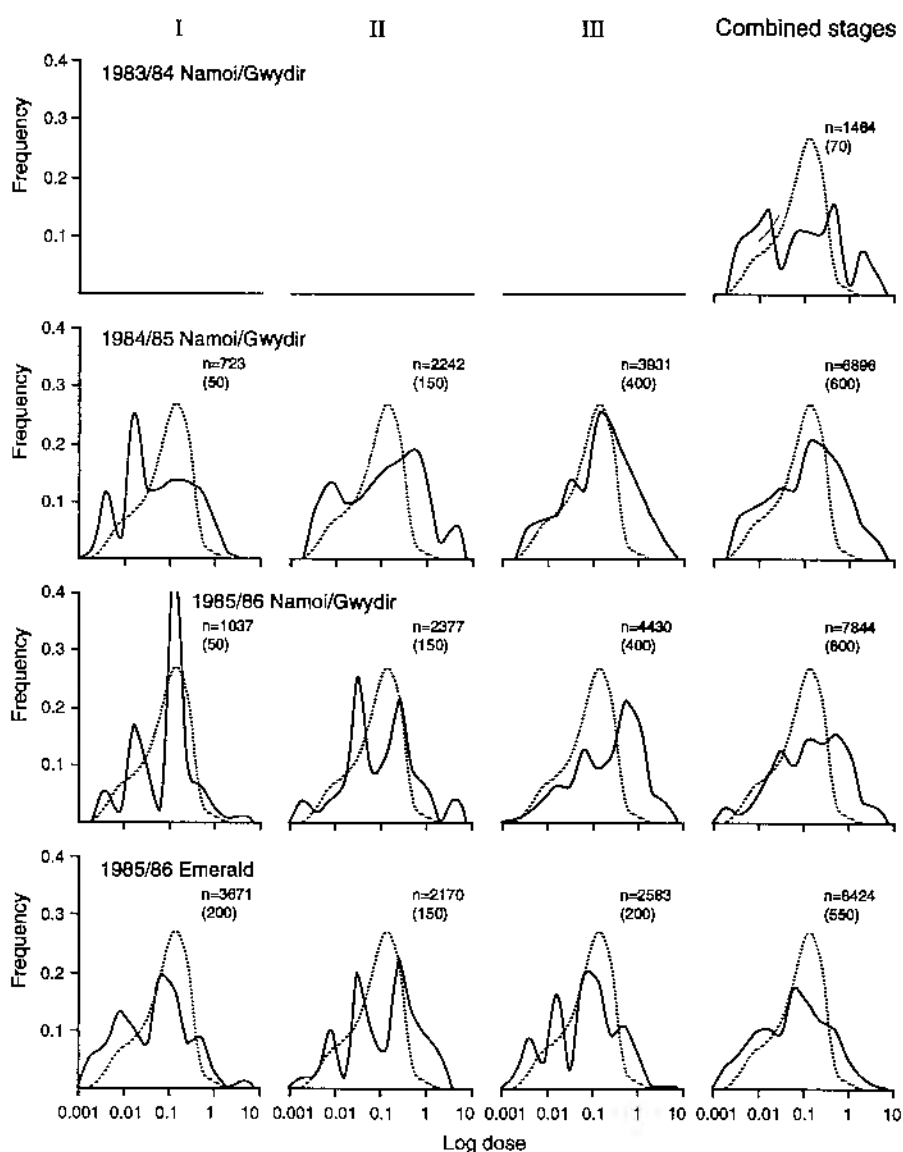 I II III Combined stages
1983/84 Namoi/Gwydir
0.4
0.3
0.2
0.1
Frequency
n=1464
(70)
1984/85 Namoi/Gwydir
0.4
0.3
0.2
0.1
Frequency
n=723
(50)
n=2242
(150)
n=3931
(400)
n=6896
(600)
1985/86 Namoi/Gwydir
0.4
0.3
0.2
0.1
Frequency
n=1037
(50)
n=2377
(150)
n=4430
(400)
n=7844
(600)
1985/86 Emerald
0.4
0.3
0.2
0.1
Frequency
n=3671
(200)
n=2170
(150)
n=2583
(200)
n=8424
(550)
0.001 0.01 0.1 1 10 0.001 0.01 0.1 1 10 0.001 0.01 0.1 1 10 0.001 0.01 0.1 1 10
Log dose